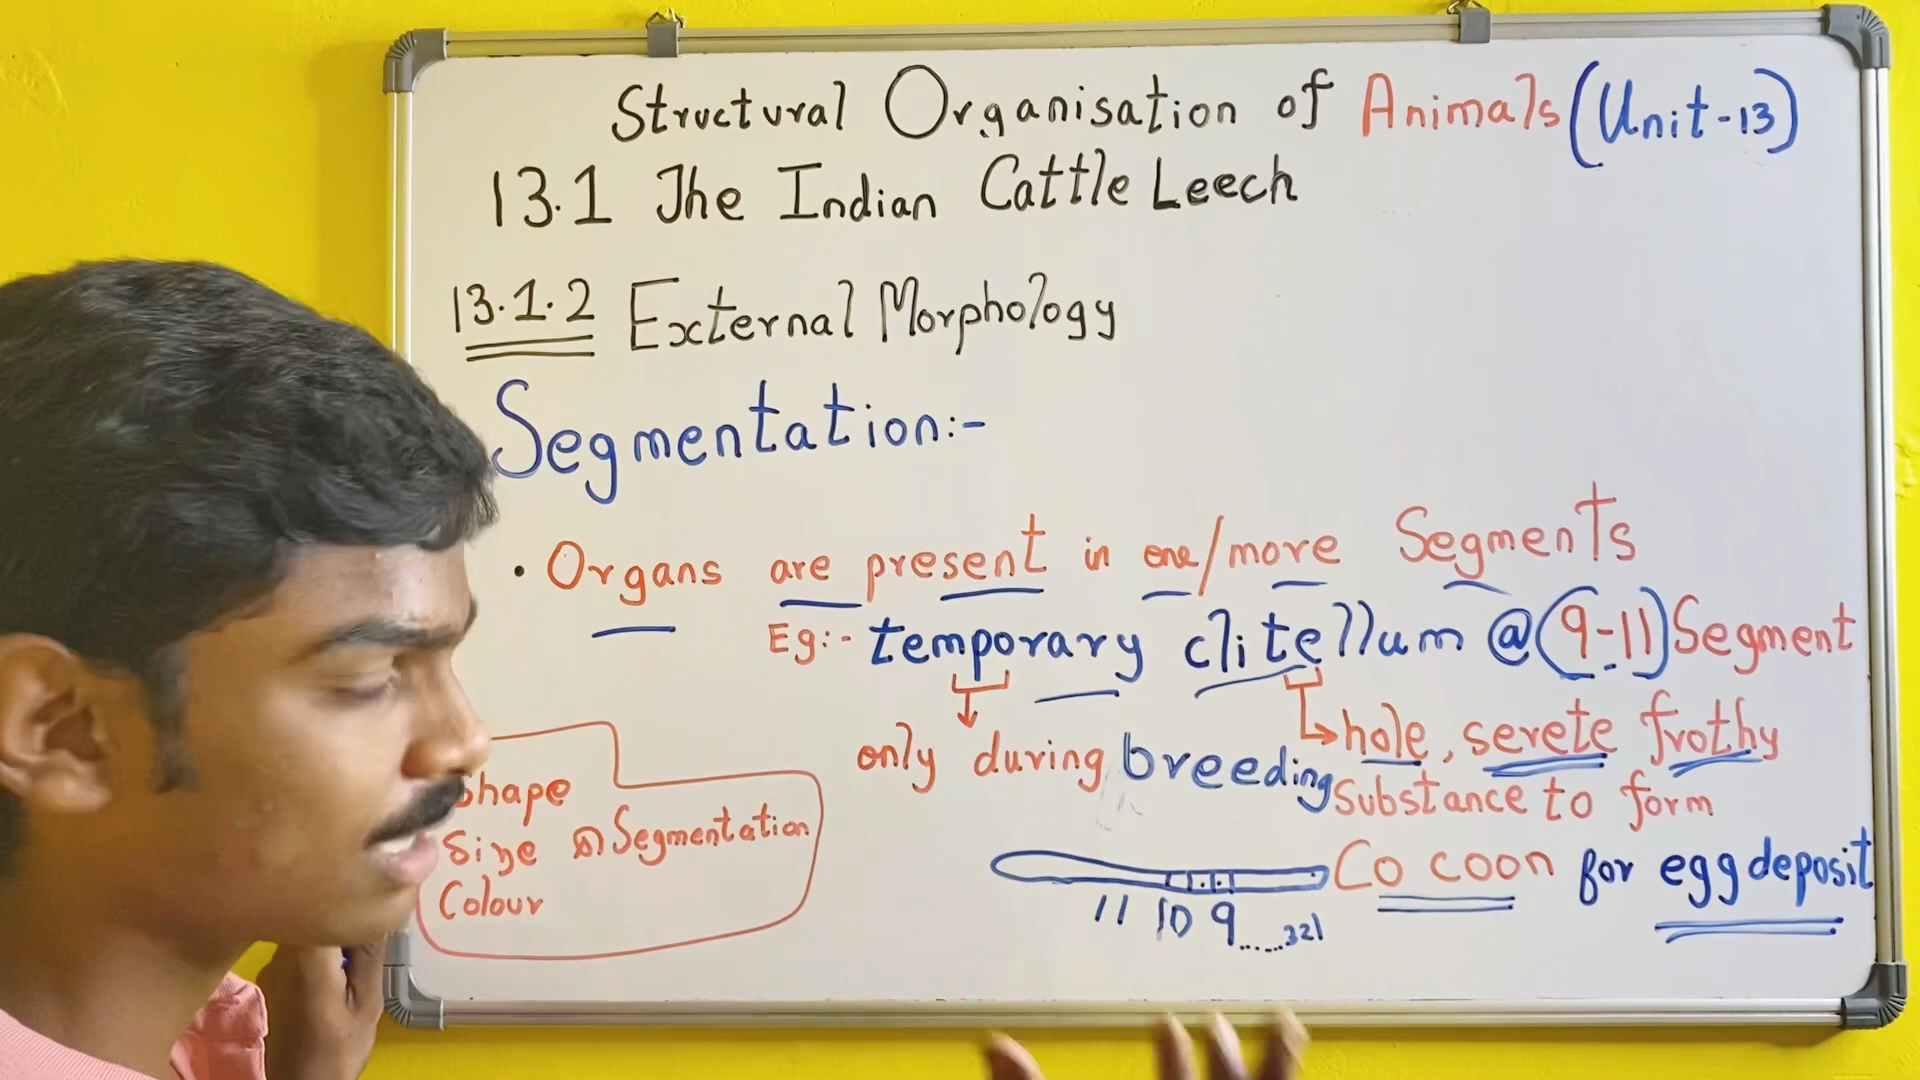 Structural Organisation of Animals (Unit-13)
13.1 The Indian Cattle Leech
13.1.2 External Morphology
Segmentation:-
• Organs are present in one/more Segments
Eg:- temporary clitellum @ (9-11) Segment
only during breeding
hole, serete frothy
substance to form
Co coon for egg deposit
11 10 9......321
Shape
Size Segmentation
Colour